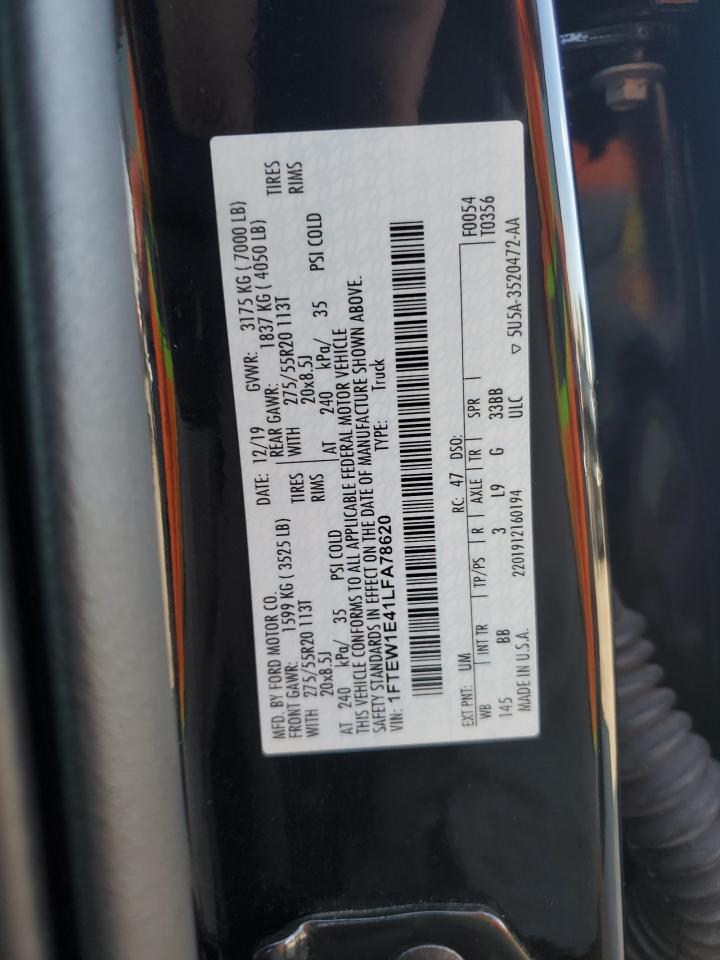 MFD. BY FORD MOTOR CO.
DATE: 12/19 GVWR: 3175 KG ( 7000 LB)
FRONT GAWR: 1599 KG ( 3525 LB) REAR GAWR: 1837 KG ( 4050 LB)
WITH 275/55R20 113T TIRES WITH 275/55R20 113T TIRES
20x8.5J RIMS 20x8.5J RIMS
AT 240 kPa/ 35 PSI COLD AT 240 kPa/ 35 PSI COLD
THIS VEHICLE CONFORMS TO ALL APPLICABLE FEDERAL MOTOR VEHICLE
SAFETY STANDARDS IN EFFECT ON THE DATE OF MANUFACTURE SHOWN ABOVE.
VIN: 1FTEW1E41LFA78620 TYPE: Truck
EXT PNT: UM RC: 47 DSO: F0054
WB INT TR TP/PS R AXLE TR SPR T0356
145 BB 3 L9 G 33BB
MADE IN U.S.A. 2201912160194 ULC ▽ 5U5A-3520472-AA